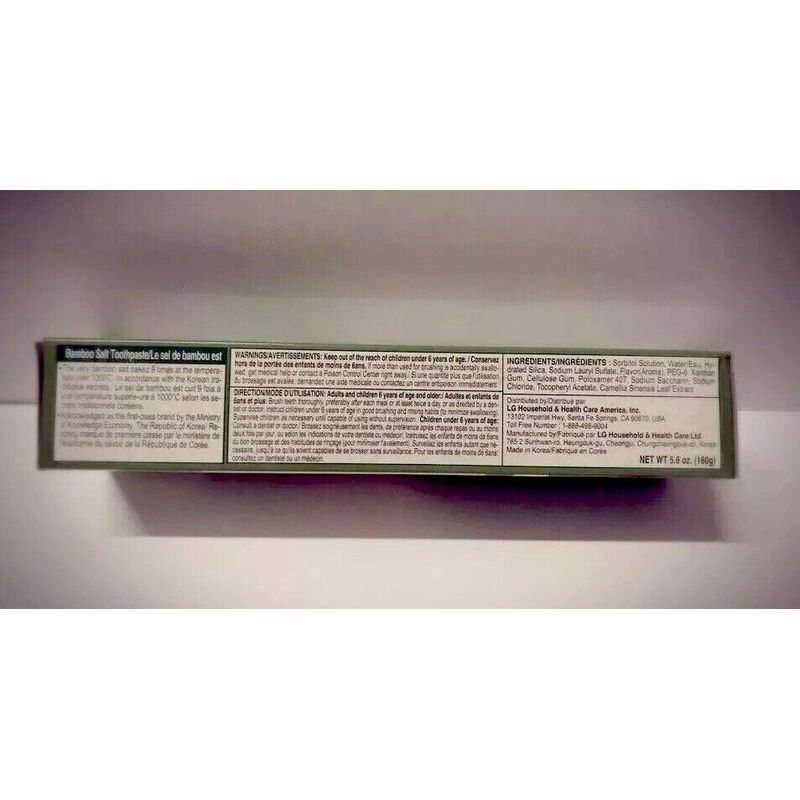 Bamboo Salt Toothpaste/Le sel de bambou est
• The very bamboo salt baked 9 times at the tempera-
ture over 1000°C in accordance with the Korean tra-
ditional secrets. Le sel de bambou est cuit 9 fois à
une température superieure a 1000°C selon les se-
crets traditionnels coréens.
• Acknowledged as the first-class brand by the Ministry
of Knowledge Economy, The Republic of Korea/ Re-
connu marque de premiere classe par le ministère de
l'économie du savoir de la République de Corée.
WARNINGS/AVERTISSEMENTS: Keep out of the reach of children under 6 years of age. / Conservez
hors de la portée des enfants de moins de 6ans. If more than used for brushing is accidentally swallo-
wed, get medical help or contact a Poison Control Center right away./ Si une quantité plus que l'utilisation
du brossage est avalée, demandez une aide médicale ou contactez un centre antipoison immédiatement.
DIRECTION/MODE D'UTILISATION: Adults and children 6 years of age and older:/ Adultes et enfants de
6ans et plus: Brush teeth thoroughly, preferably after each meal or at least twice a day, or as directed by a den-
tist or doctor. Instruct children under 6 years of age in good brushing and rinsing habits (to minimize swallowing).
Supervise children as necessary until capable of using without supervision. Children under 6 years of age:
Consult a dentist or doctor./ Brossez soigneusement les dents, de préférence après chaque repas ou au moins
deux fois par jour, ou selon les indications de votre dentiste ou médecin. Instruisez les enfants de moins de 6ans
du bon brossage et des habitudes de rinçage (pour minimiser l'avalement). Surveillez les enfants autant que né-
cessaire, jusqu'à ce qu'ils soient capables de se brosser sans surveillance. Pour les enfants de moins de 6ans:
consultez un dentiste ou un médecin.
INGREDIENTS/INGRÉDIENTS : Sorbitol Solution, Water/Eau, Hy-
drated Silica, Sodium Lauryl Sulfate, Flavor(Aroma), PEG-6, Xanthan
Gum, Cellulose Gum, Poloxamer 407, Sodium Saccharin, Sodium
Chloride, Tocopheryl Acetate, Camellia Sinensis Leaf Extract
Distributed by/Distribué par
LG Household & Health Care America, Inc.
13102 Imperial Hwy, Santa Fe Springs, CA 90670, USA
Toll Free Number : 1-888-498-9004
Manufactured by/Fabriqué par LG Household & Health Care Ltd.
765 2 Sunhwan-ro, Heungduk-gu, Cheongju, Chungcheongbuk-do, Korea
Made in Korea/Fabriqué en Corée
NET WT 5.6 oz. (160g)